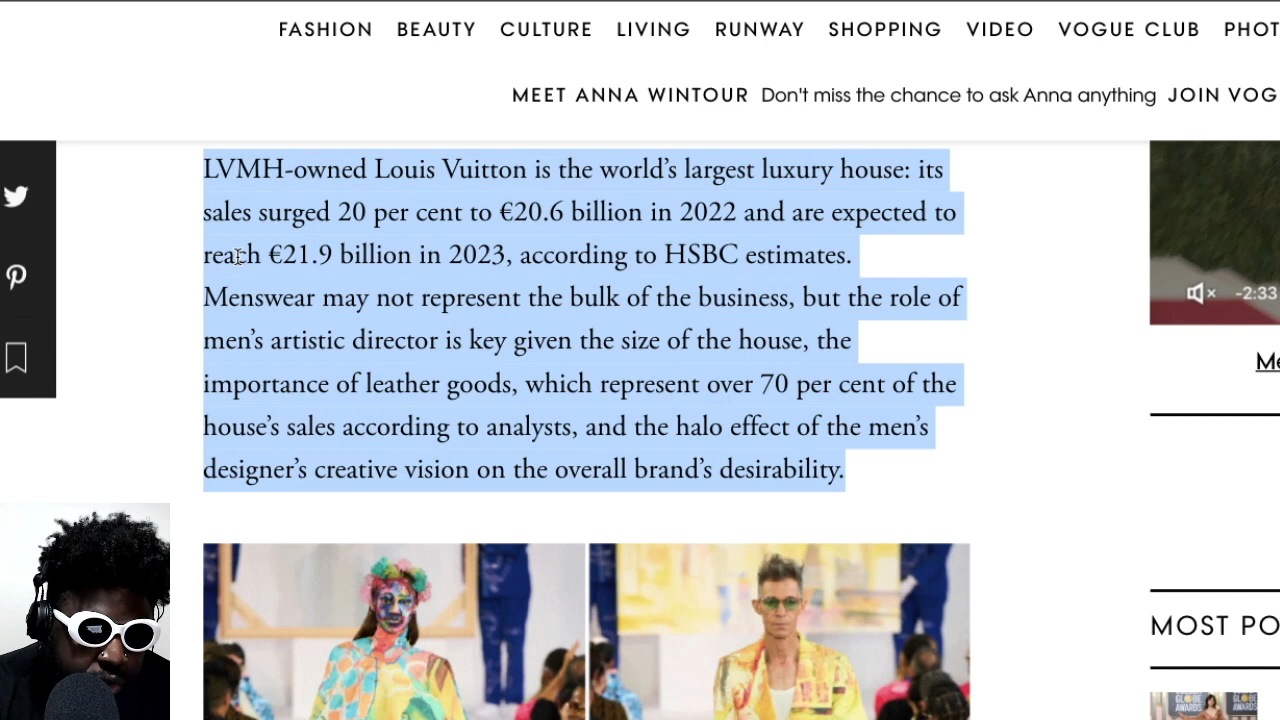 FASHION BEAUTY CULTURE LIVING RUNWAY SHOPPING VIDEO VOGUE CLUB PHOT
MEET ANNA WINTOUR Don't miss the chance to ask Anna anything JOIN VOG
LVMH-owned Louis Vuitton is the world’s largest luxury house: its
sales surged 20 per cent to €20.6 billion in 2022 and are expected to
reach €21.9 billion in 2023, according to HSBC estimates.
Menswear may not represent the bulk of the business, but the role of
men’s artistic director is key given the size of the house, the
importance of leather goods, which represent over 70 per cent of the
house’s sales according to analysts, and the halo effect of the men’s
designer’s creative vision on the overall brand’s desirability.
-2:33
Me
MOST PO
GLOBE
AWARDS